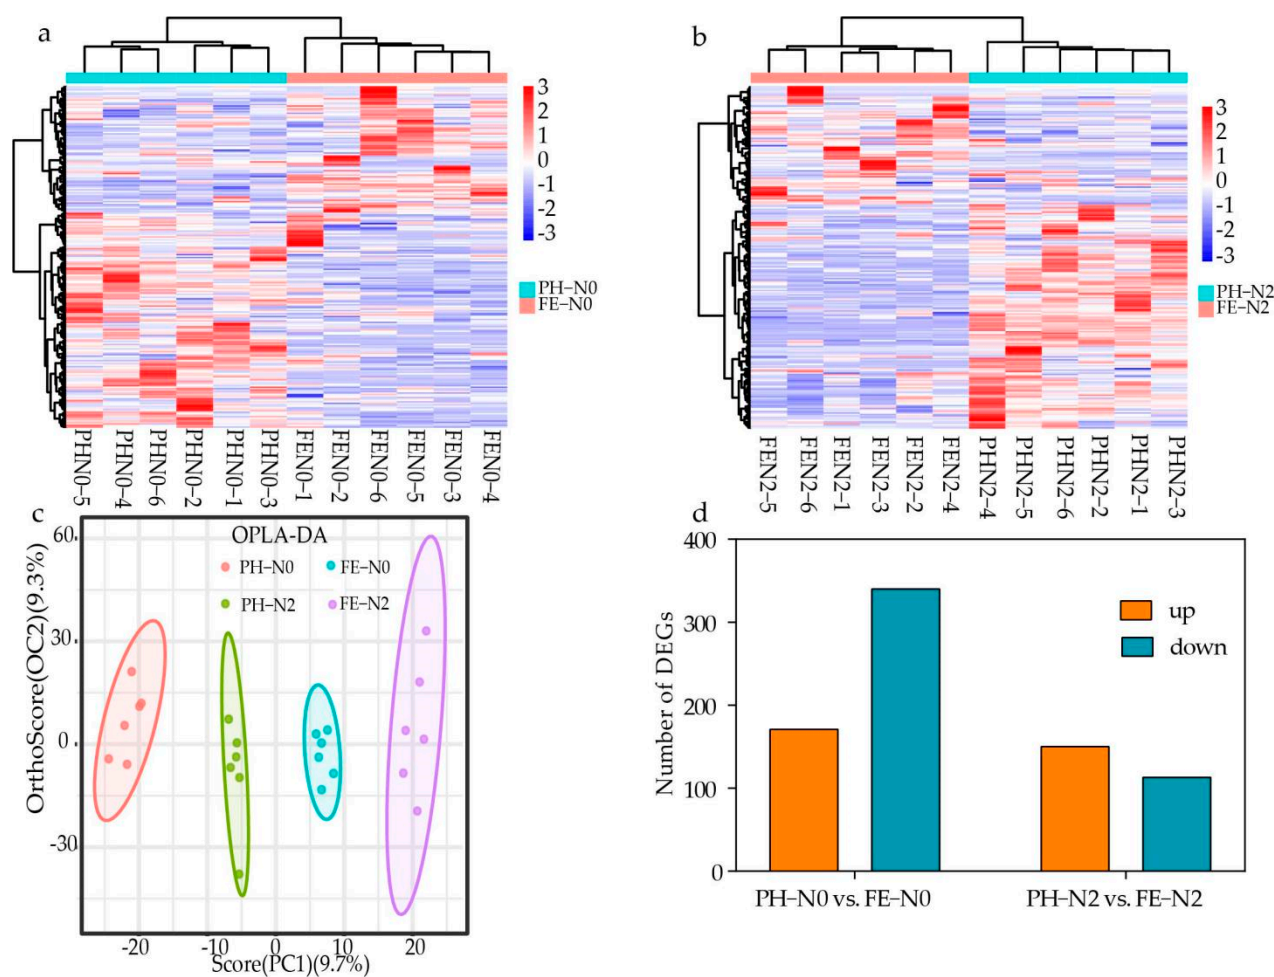 a
3
2
1
0
-1
-2
-3
PH-N0
FE-N0
PHN0-5
PHN0-4
PHN0-6
PHN0-2
PHN0-1
PHN0-3
FEN0-1
FEN0-2
FEN0-6
FEN0-5
FEN0-3
FEN0-4
b
3
2
1
0
-1
-2
-3
PH-N2
FE-N2
FEN2-5
FEN2-6
FEN2-1
FEN2-3
FEN2-2
FEN2-4
PHN2-4
PHN2-5
PHN2-6
PHN2-2
PHN2-1
PHN2-3
c
OPLA-DA
PH-N0 FE-N0
PH-N2 FE-N2
OrthoScore(OC2)(9.3%)
60
30
0
-30
-20 -10 0 10 20
Score(PC1)(9.7%)
d
Number of DEGs
400
300
200
100
0
up
down
PH-N0 vs. FE-N0 PH-N2 vs. FE-N2